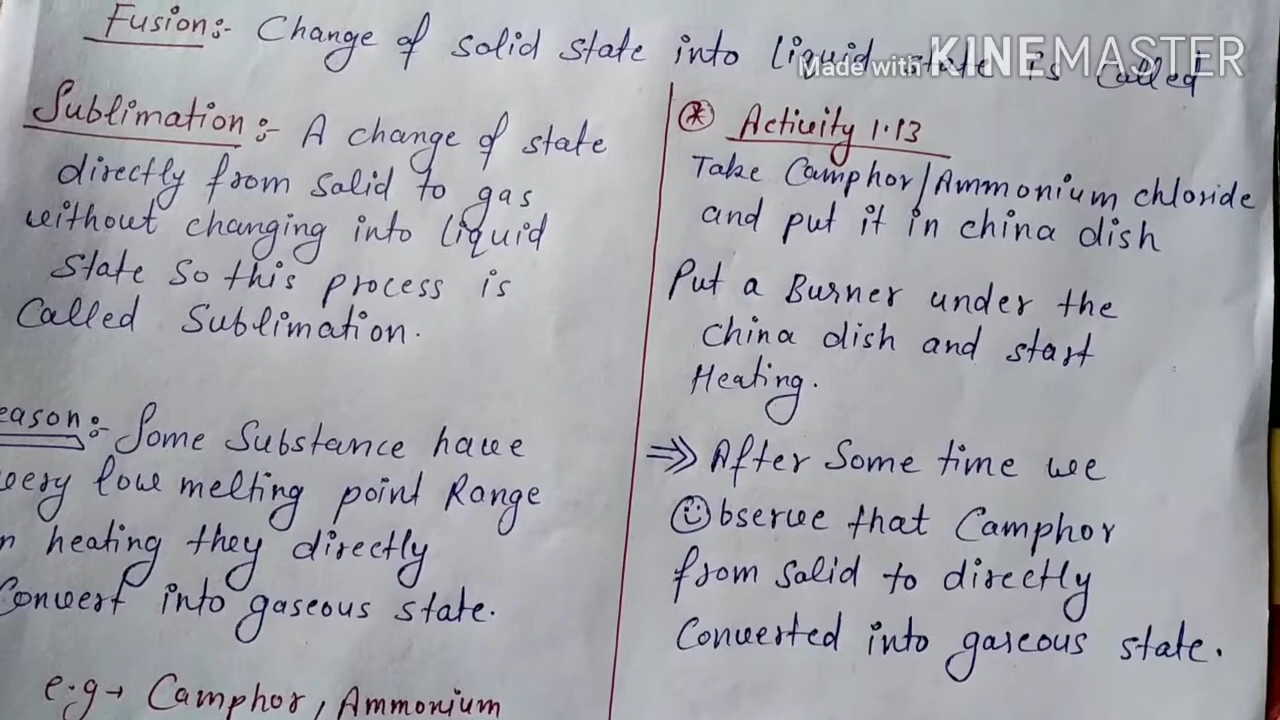 Fusion:- Change of solid state into liquid state is called
Made with KINEMASTER
Sublimation:- A change of state
directly from solid to gas
without changing into liquid
state so this process is
called sublimation.
eason:- Some substance have
very low melting point Range
n heating they directly
Convert into gaseous state.
e.g → Camphor, Ammonium
* Activity 1.13
Take Camphor/Ammonium chloride
and put it in china dish
Put a Burner under the
china dish and start
Heating.
⇒ After some time we
Observe that Camphor
from solid to directly
Converted into gaseous state.